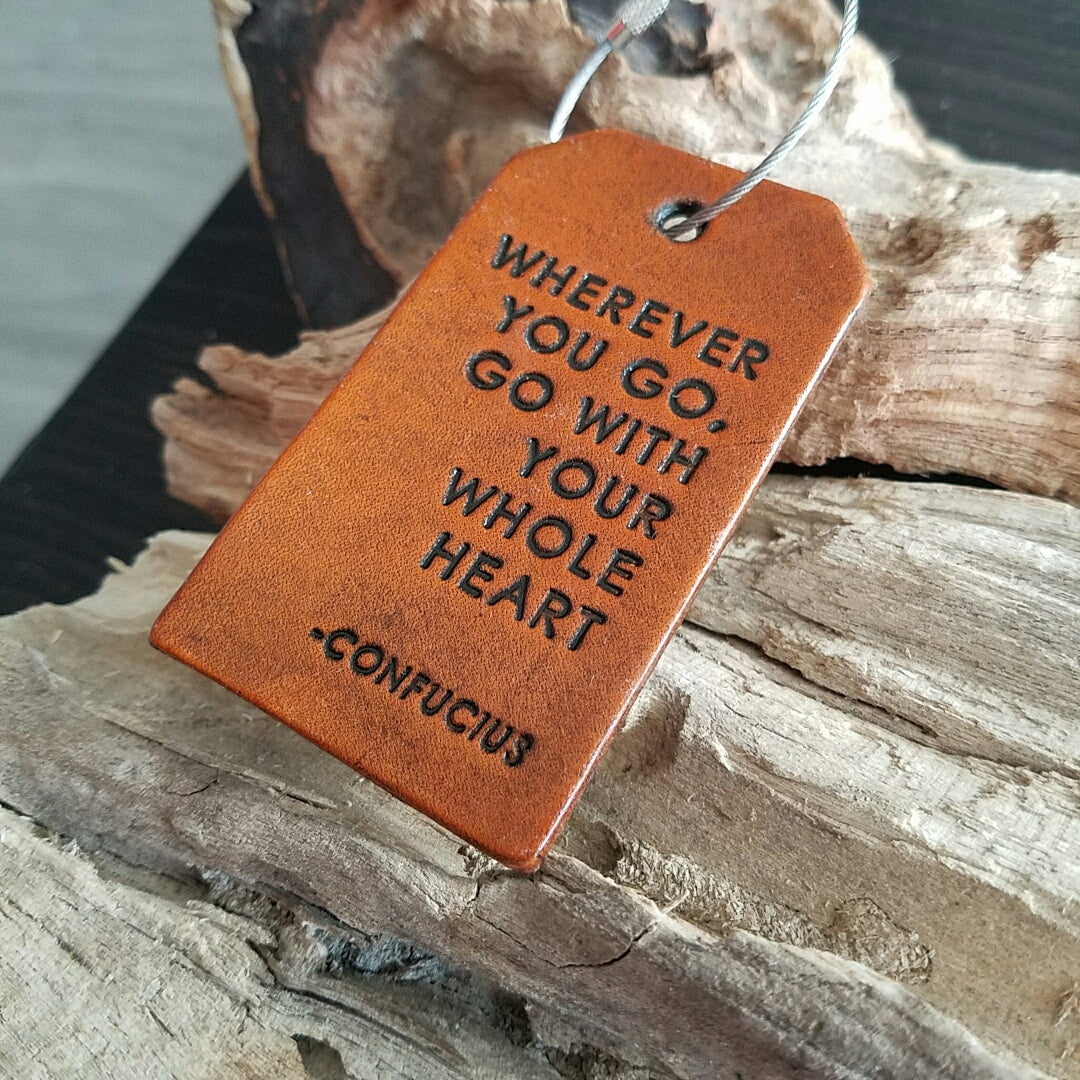 WHEREVER
YOU GO,
GO WITH
YOUR
WHOLE
HEART
-CONFUCIUS